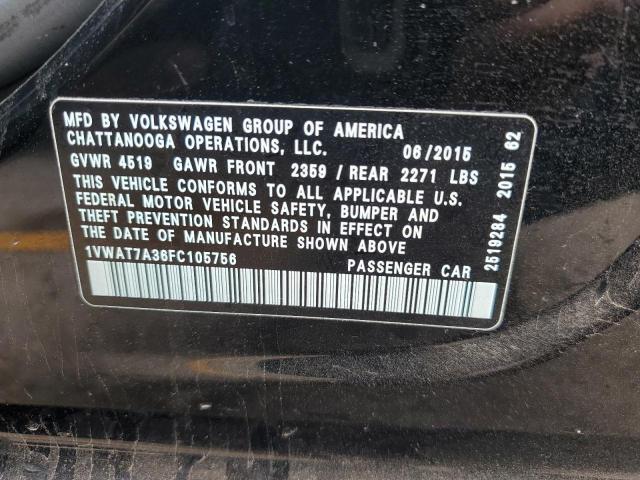 MFD BY VOLKSWAGEN GROUP OF AMERICA
CHATTANOOGA OPERATIONS, LLC. 06/2015
GVWR 4519 GAWR FRONT 2359 / REAR 2271 LBS
THIS VEHICLE CONFORMS TO ALL APPLICABLE U.S.
FEDERAL MOTOR VEHICLE SAFETY, BUMPER AND
THEFT PREVENTION STANDARDS IN EFFECT ON
THE DATE OF MANUFACTURE SHOWN ABOVE
1VWAT7A36FC105756 PASSENGER CAR
2519284 2015 62